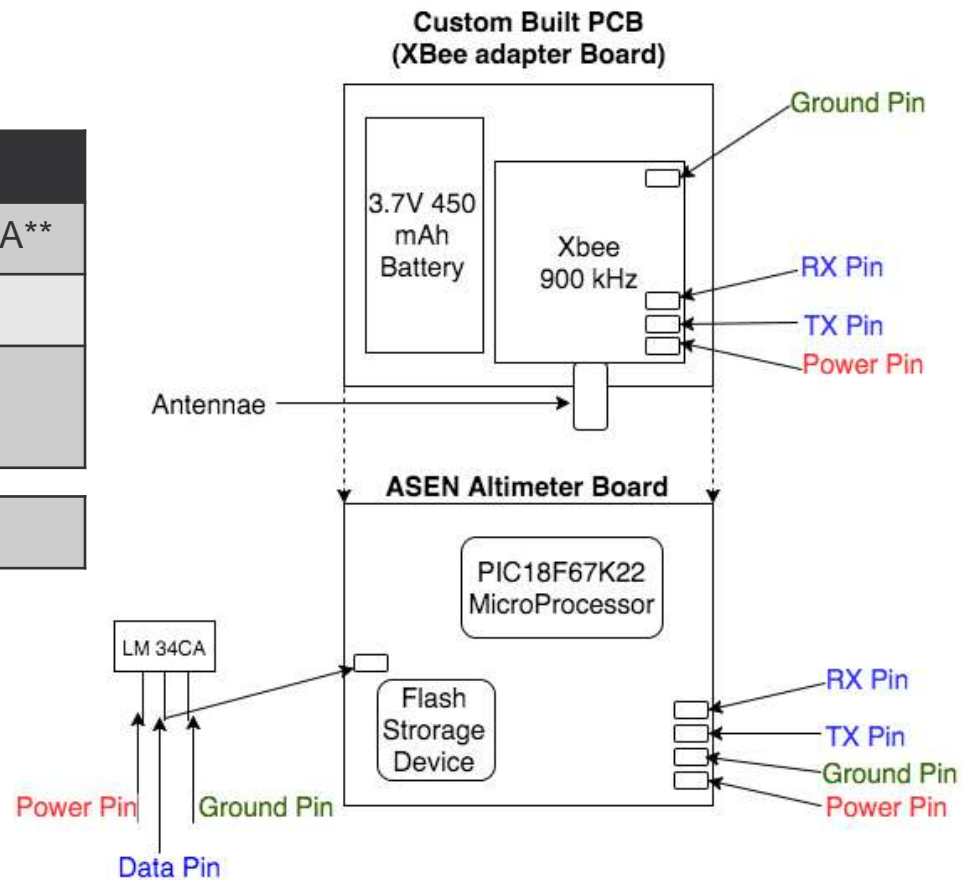 Custom Built PCB
(XBee adapter Board)
Ground Pin
A**
3.7V 450
mAh
Battery
Xbee
900 kHz
RX Pin
TX Pin
Power Pin
Antennae
ASEN Altimeter Board
PIC18F67K22
MicroProcessor
LM 34CA
Flash
Strorage
Device
RX Pin
TX Pin
Ground Pin
Power Pin
Power Pin
Ground Pin
Data Pin